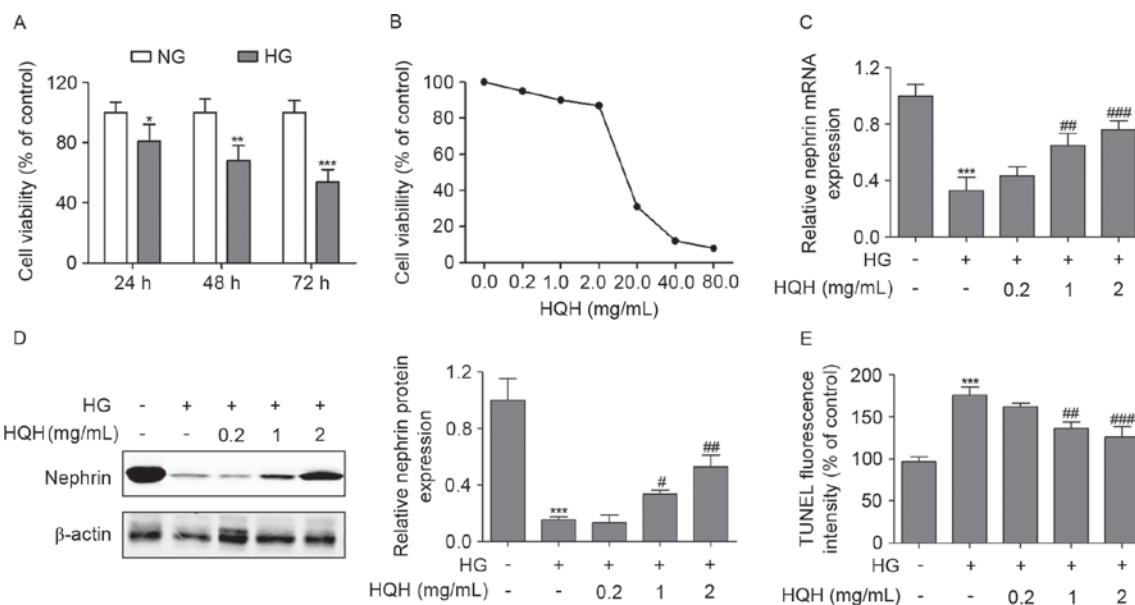 A
NG HG
Cell viability (% of control)
120
80
40
0
* ** ***
24 h 48 h 72 h
B
Cell viabillity (% of control)
100
80
60
40
20
0
0.0 0.2 1.0 2.0 20.0 40.0 80.0
HQH (mg/mL)
C
Relative nephrin mRNA
expression
1.2
0.8
0.4
0.0
*** ## ###
HG - + + + +
HQH (mg/mL) - - 0.2 1 2
D
HG - + + + +
HQH(mg/mL) - - 0.2 1 2
Nephrin
β-actin
Relative nephrin protein
expression
1.2
0.8
0.4
0.0
*** # ##
HG - + + + +
HQH (mg/mL) - - 0.2 1 2
E
TUNEL fluorescence
intensity (% of control)
200
150
100
50
0
*** ## ###
HG - + + + +
HQH (mg/mL) - - 0.2 1 2